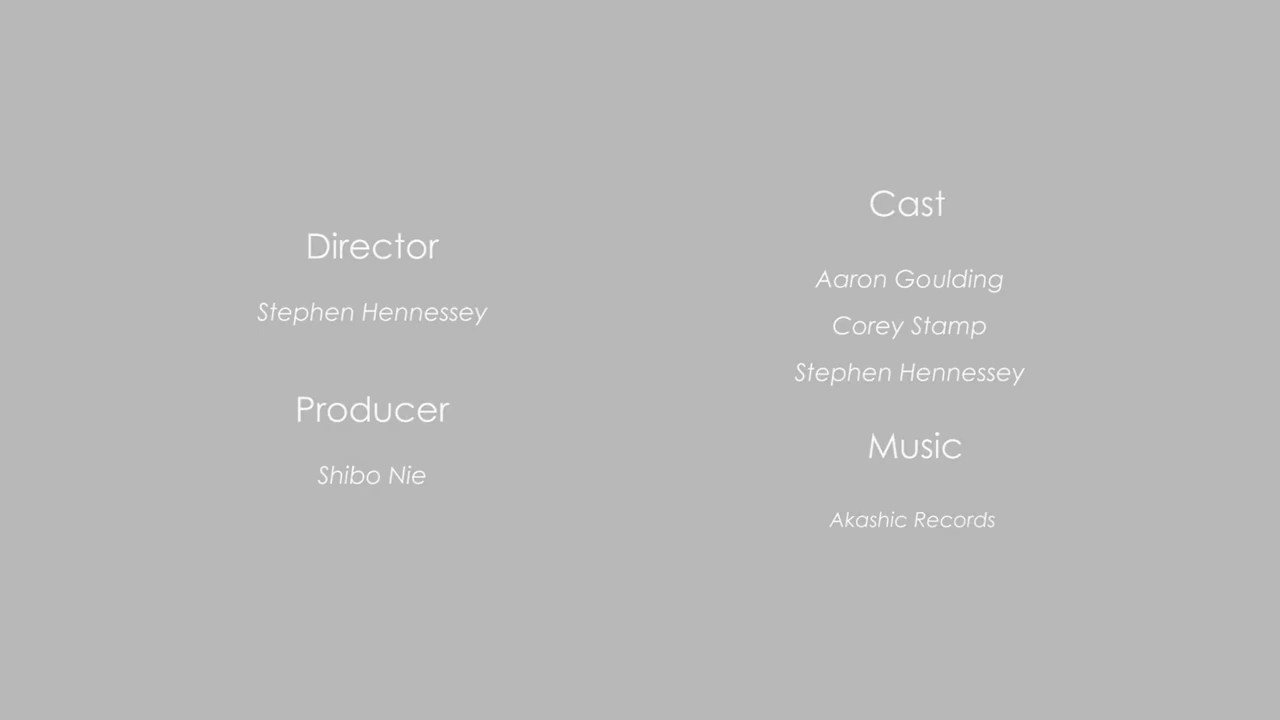 Director
Stephen Hennessey
Producer
Shibo Nie
Cast
Aaron Goulding
Corey Stamp
Stephen Hennessey
Music
Akashic Records